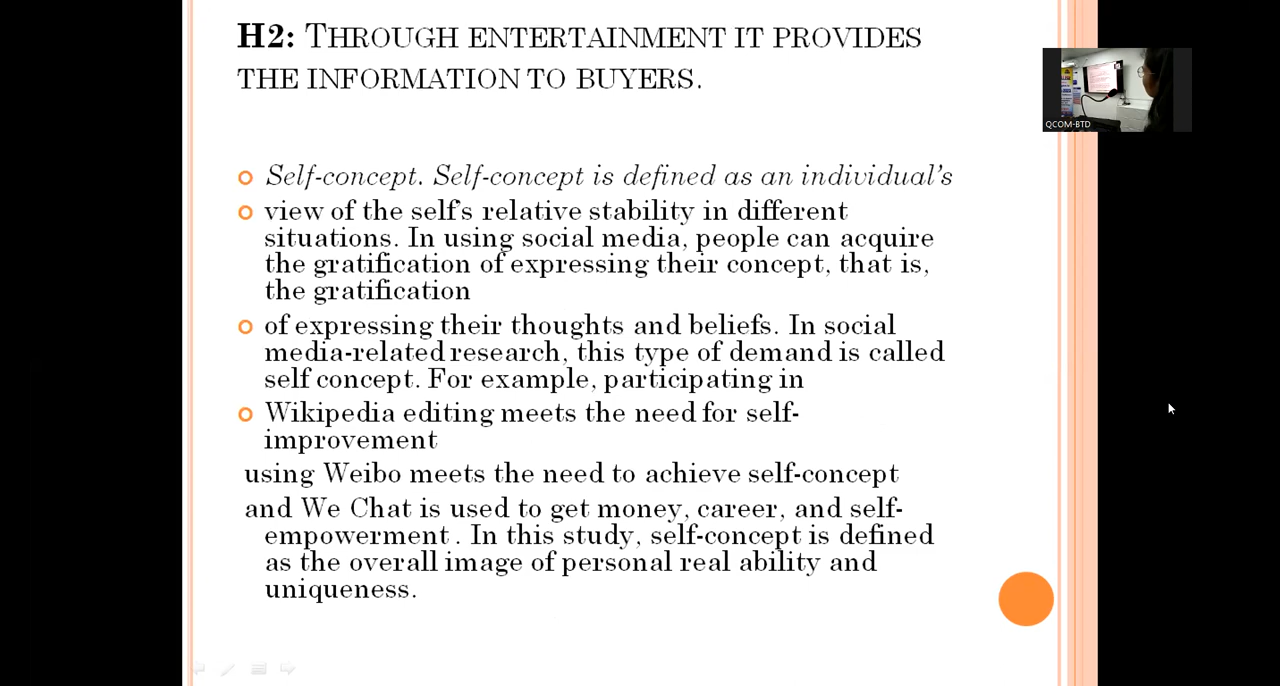 H2: THROUGH ENTERTAINMENT IT PROVIDES
THE INFORMATION TO BUYERS.
QCOM-BTD
Self-concept. Self-concept is defined as an individual's
view of the self's relative stability in different
situations. In using social media, people can acquire
the gratification of expressing their concept, that is,
the gratification
of expressing their thoughts and beliefs. In social
media-related research, this type of demand is called
self concept. For example, participating in
Wikipedia editing meets the need for self-
improvement
using Weibo meets the need to achieve self-concept
and We Chat is used to get money, career, and self-
empowerment . In this study, self-concept is defined
as the overall image of personal real ability and
uniqueness.